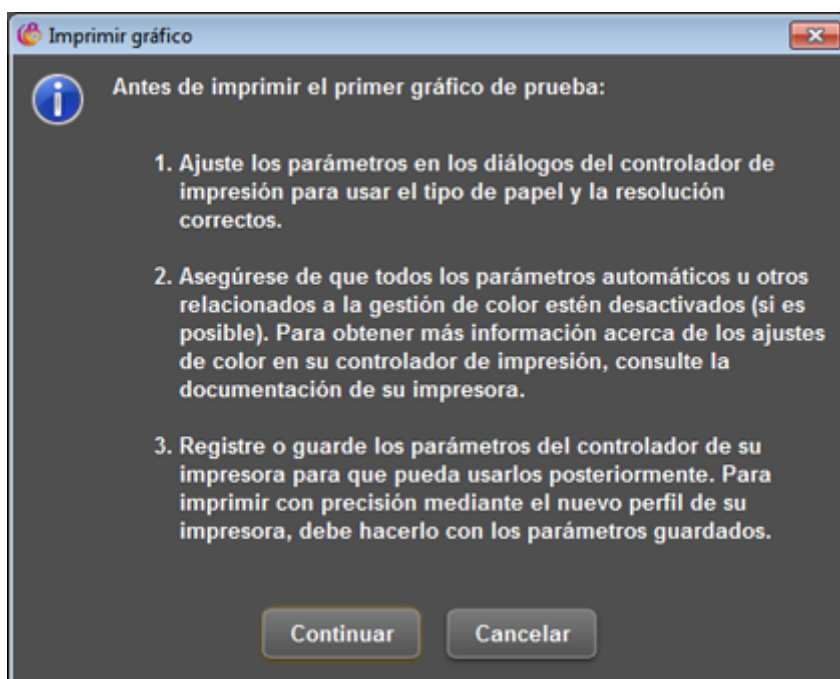 Imprimir gráfico
Antes de imprimir el primer gráfico de prueba:
1. Ajuste los parámetros en los diálogos del controlador de
impresión para usar el tipo de papel y la resolución
correctos.
2. Asegúrese de que todos los parámetros automáticos u otros
relacionados a la gestión de color estén desactivados (si es
posible). Para obtener más información acerca de los ajustes
de color en su controlador de impresión, consulte la
documentación de su impresora.
3. Registre o guarde los parámetros del controlador de su
impresora para que pueda usarlos posteriormente. Para
imprimir con precisión mediante el nuevo perfil de su
impresora, debe hacerlo con los parámetros guardados.
Continuar Cancelar